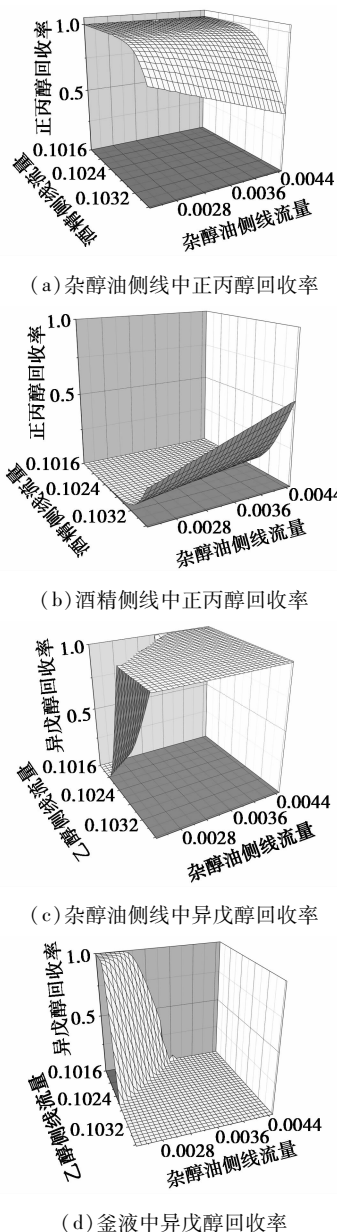 正丙醇回收率
1.0
0.5
0.1016
0.1024
0.1032
酒精侧线流量
0.0044
0.0036
0.0028
杂醇油侧线流量
(a)杂醇油侧线中正丙醇回收率
正丙醇回收率
1.0
0.5
0.1016
0.1024
0.1032
酒精侧线流量
0.0044
0.0036
0.0028
杂醇油侧线流量
(b)酒精侧线中正丙醇回收率
异戊醇回收率
1.0
0.5
0.1016
0.1024
0.1032
乙醇侧线流量
0.0044
0.0036
0.0028
杂醇油侧线流量
(c)杂醇油侧线中异戊醇回收率
异戊醇回收率
1.0
0.5
0.1016
0.1024
0.1032
乙醇侧线流量
0.0044
0.0036
0.0028
杂醇油侧线流量
(d)釜液中异戊醇回收率